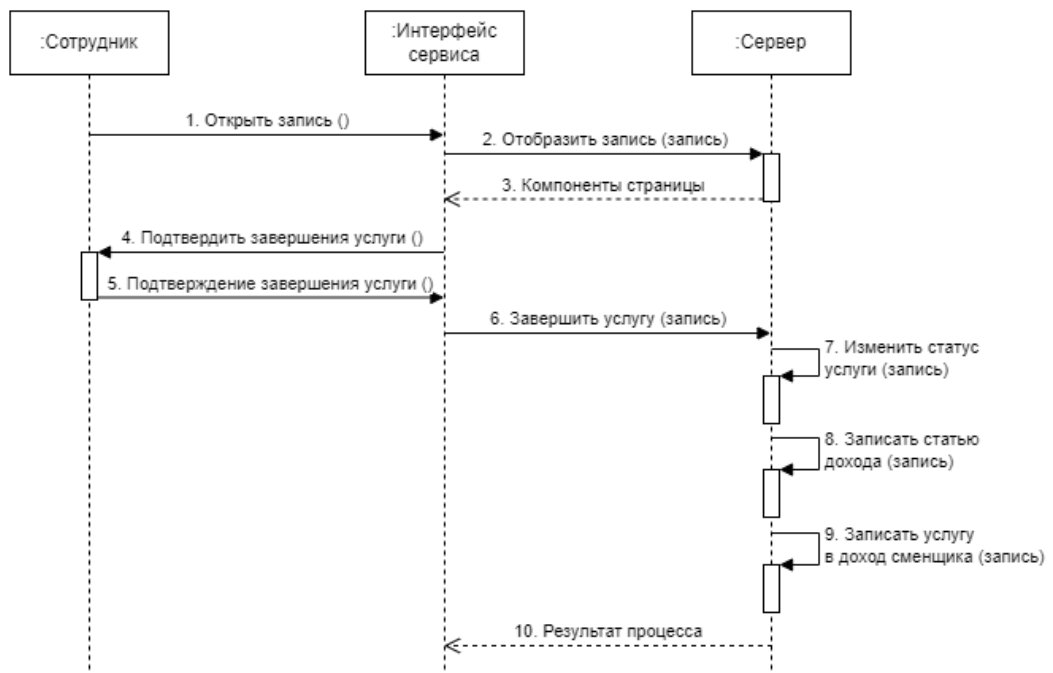 :Сотрудник
:Интерфейс
сервиса
:Сервер
1. Открыть запись ()
2. Отобразить запись (запись)
3. Компоненты страницы
4. Подтвердить завершения услуги ()
5. Подтверждение завершения услуги ()
6. Завершить услугу (запись)
7. Изменить статус
услуги (запись)
8. Записать статью
дохода (запись)
9. Записать услугу
в доход сменщика (запись)
10. Результат процесса